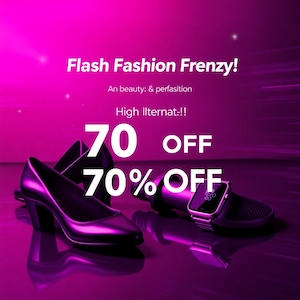 Flash Fashion Frenzy!
An beauty: & perfasition
High Ilternat.!!
70 OFF
70% OFF